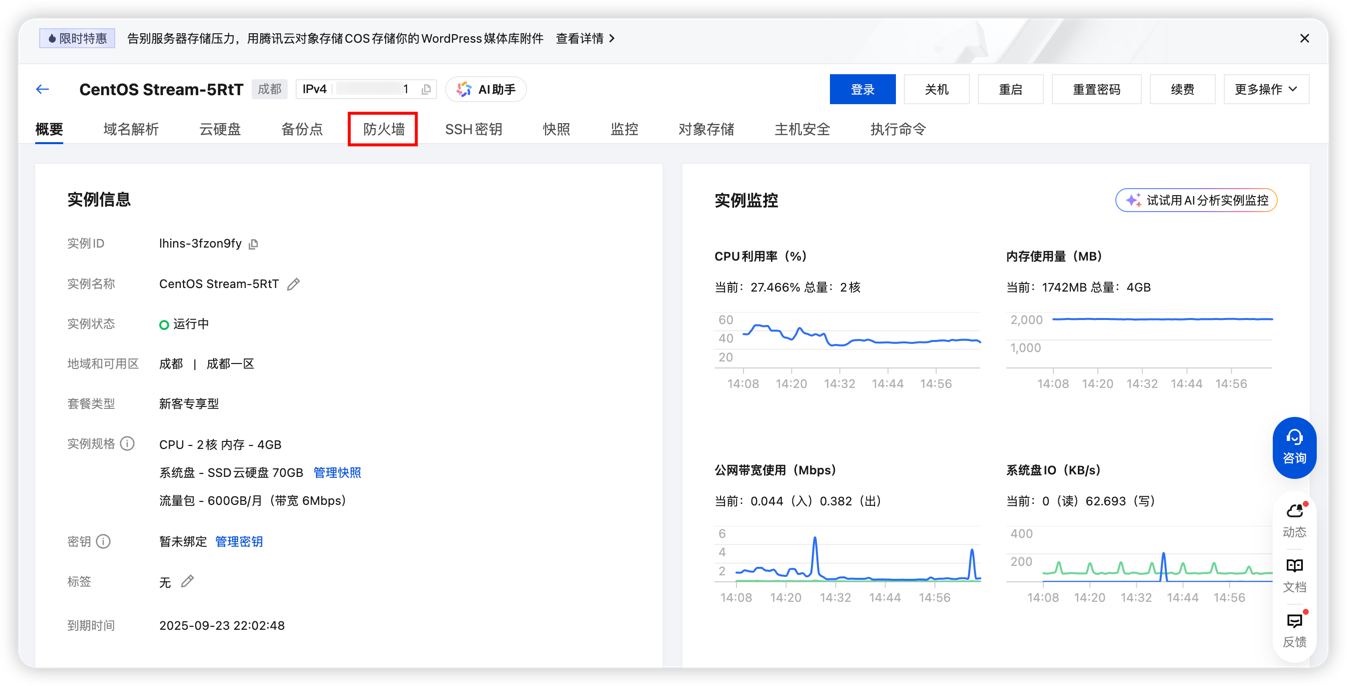 限时特惠 告别服务器存储压力，用腾讯云对象存储COS存储你的WordPress媒体库附件 查看详情
CentOS Stream-5RtT 成都 IPv4 1 AI助手 登录 关机 重启 重置密码 续费 更多操作
概要 域名解析 云硬盘 备份点 防火墙 SSH密钥 快照 监控 对象存储 主机安全 执行命令
实例信息
实例ID lhins-3fzon9fy
实例名称 CentOS Stream-5RtT
实例状态 运行中
地域和可用区 成都 | 成都一区
套餐类型 新客专享型
实例规格 CPU - 2核 内存 - 4GB
系统盘 - SSD云硬盘 70GB 管理快照
流量包 - 600GB/月（带宽 6Mbps）
密钥 暂未绑定 管理密钥
标签 无
到期时间 2025-09-23 22:02:48
实例监控 试试用AI分析实例监控
CPU利用率（%）
当前：27.466% 总量：2核
60
40
20
14:08 14:20 14:32 14:44 14:56
内存使用量（MB）
当前：1742MB 总量：4GB
2,000
1,000
14:08 14:20 14:32 14:44 14:56
公网带宽使用（Mbps）
当前：0.044（入）0.382（出）
6
4
2
14:08 14:20 14:32 14:44 14:56
系统盘IO（KB/s）
当前：0（读）62.693（写）
400
200
14:08 14:20 14:32 14:44 14:56
咨询
动态
文档
反馈